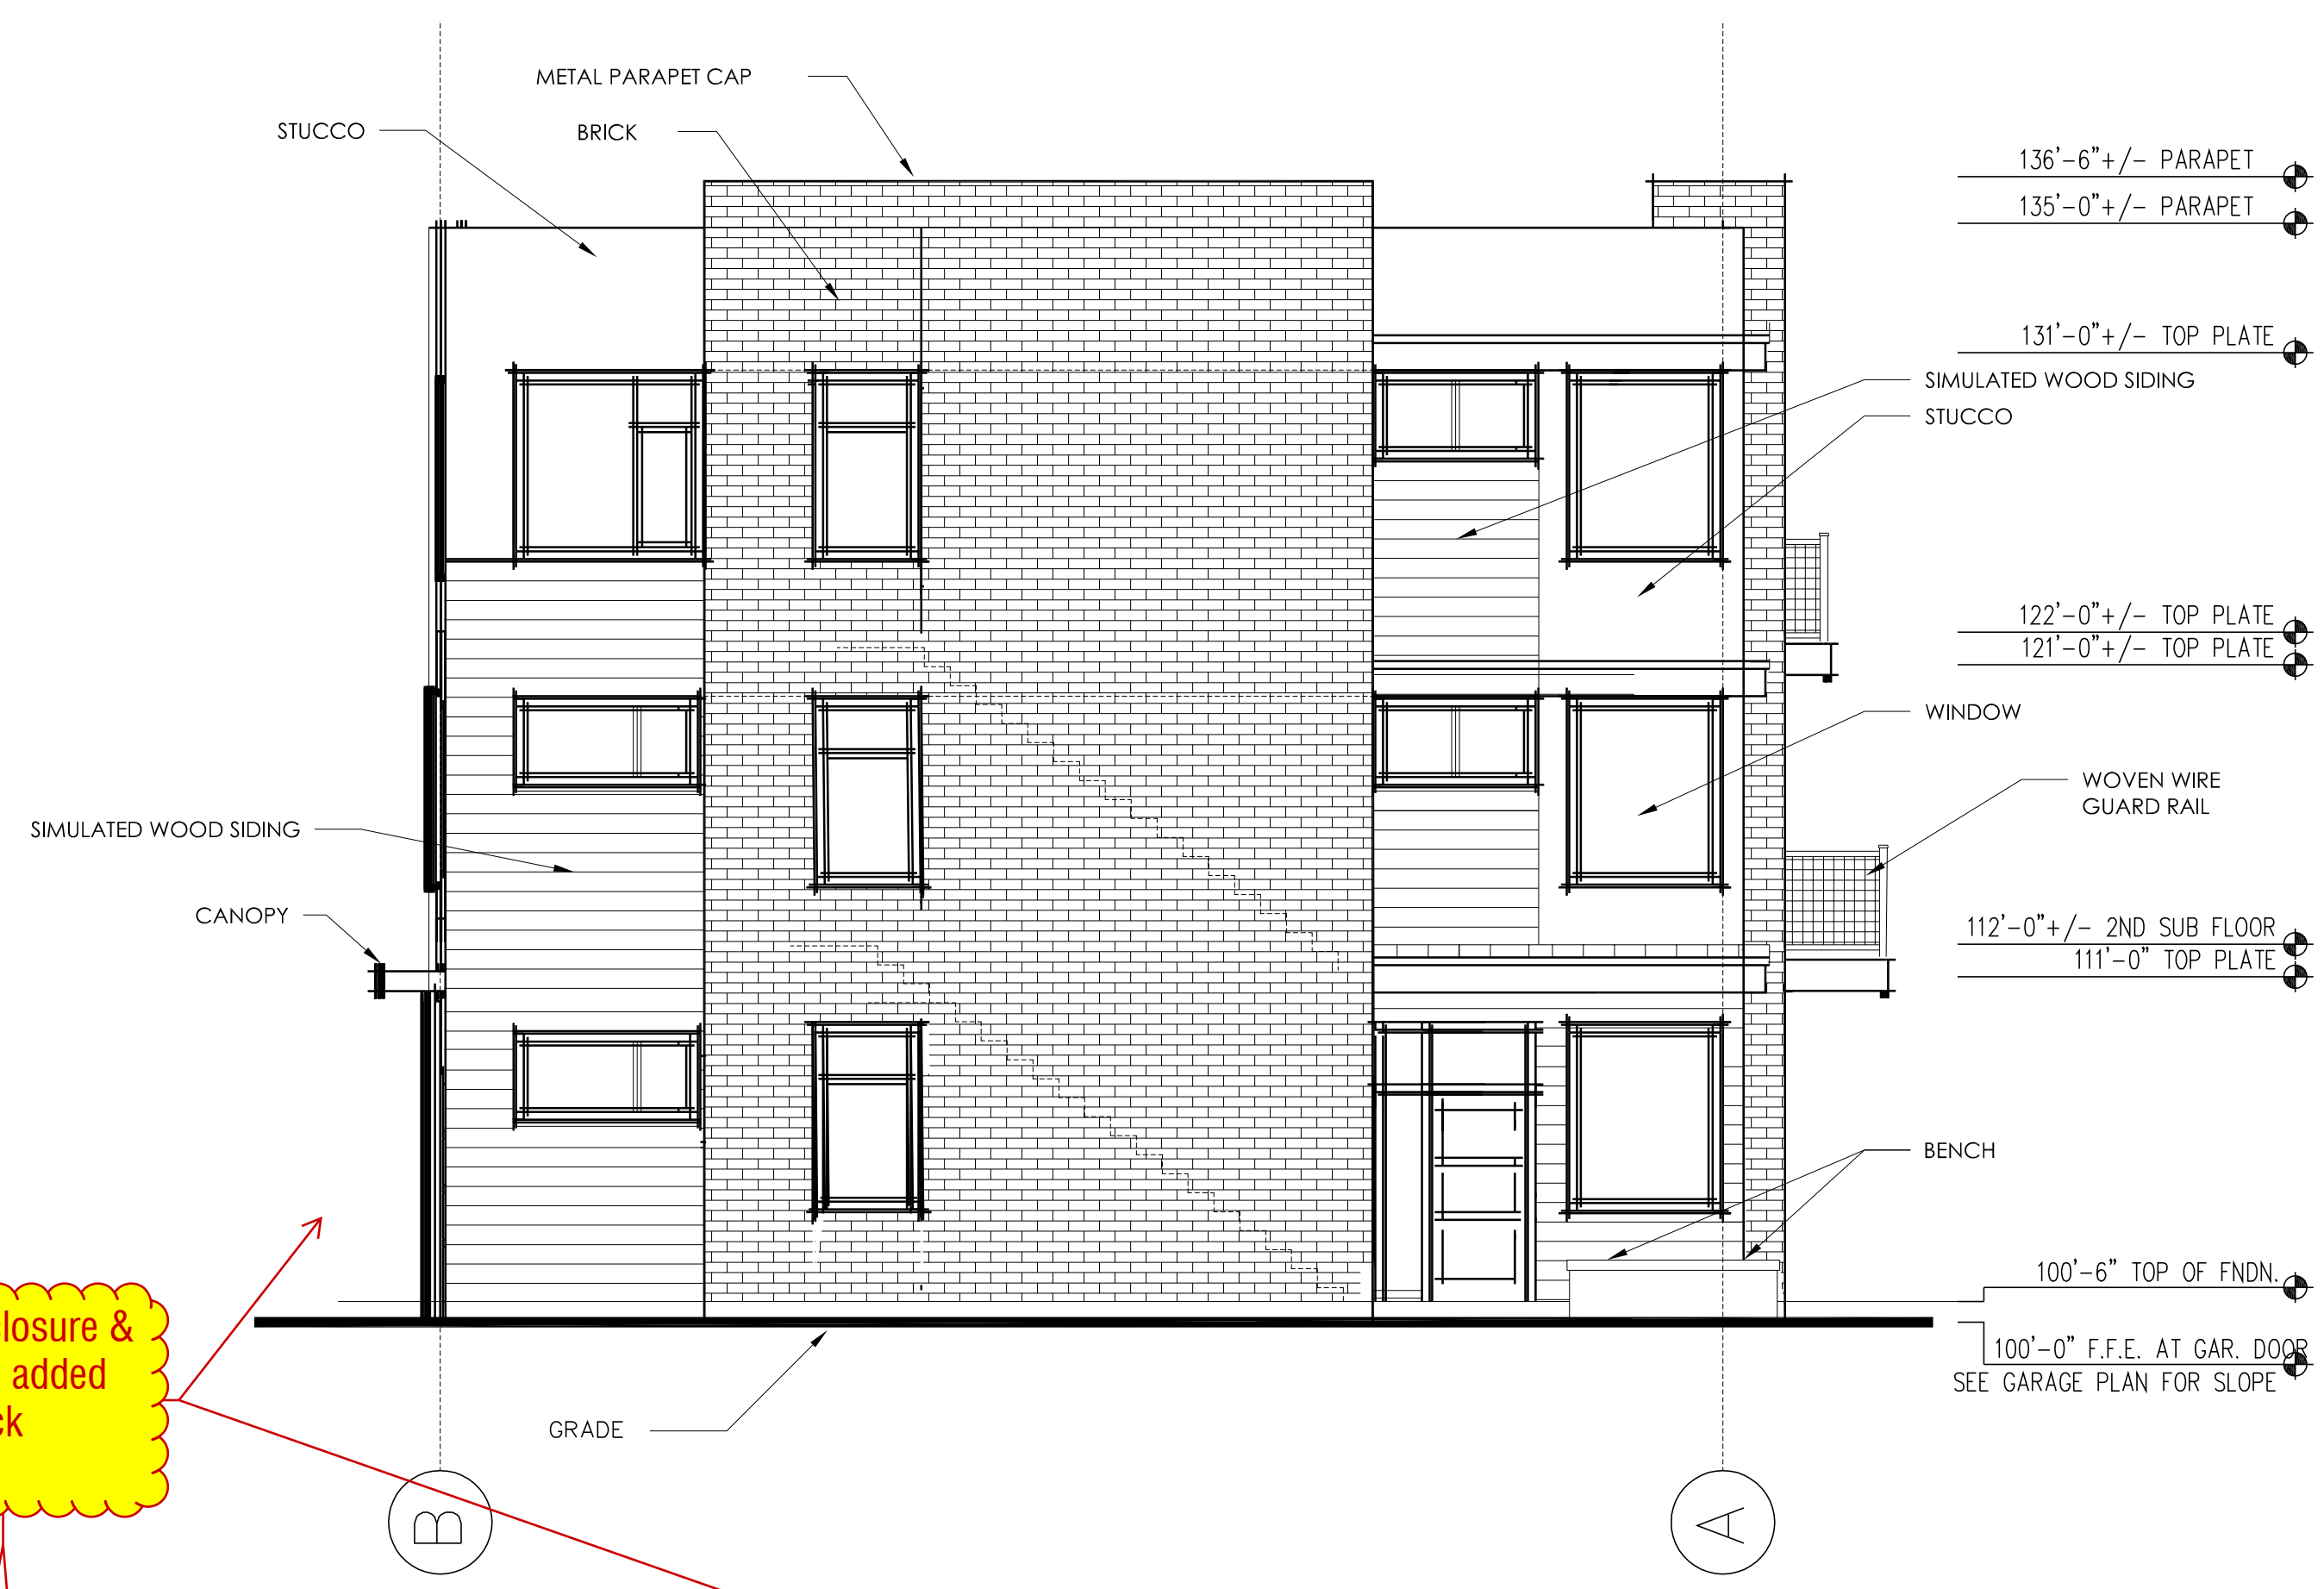 METAL PARAPET CAP
STUCCO
BRICK
136'-6"+/- PARAPET
135'-0"+/- PARAPET
131'-0"+/- TOP PLATE
SIMULATED WOOD SIDING
STUCCO
122'-0"+/- TOP PLATE
121'-0"+/- TOP PLATE
WINDOW
WOVEN WIRE
GUARD RAIL
SIMULATED WOOD SIDING
CANOPY
112'-0"+/- 2ND SUB FLOOR
111'-0" TOP PLATE
BENCH
100'-6" TOP OF FNDN.
closure &
added
100'-0" F.F.E. AT GAR. DOOR
SEE GARAGE PLAN FOR SLOPE
GRADE
B
A